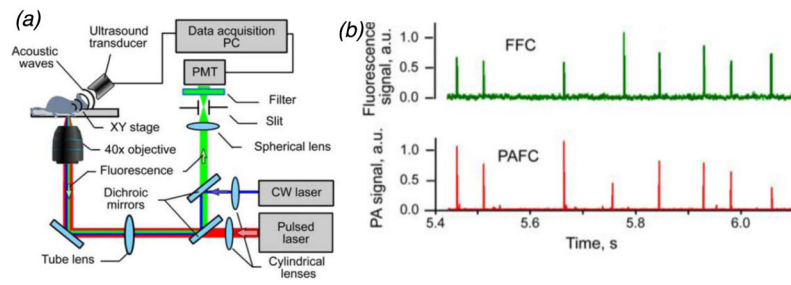 (a)
Ultrasound
transducer
Acoustic
waves
Data acquisition
PC
PMT
Filter
Slit
XY stage
Spherical lens
40x objective
Fluorescence
Dichroic
mirrors
CW laser
Pulsed
laser
Tube lens
Cylindrical
lenses
(b)
Fluorescence
signal, a.u.
FFC
1.0
0.5
0.0
PA signal, a.u.
PAFC
1.0
0.5
0.0
5.4 5.6 5.8 6.0
Time, s